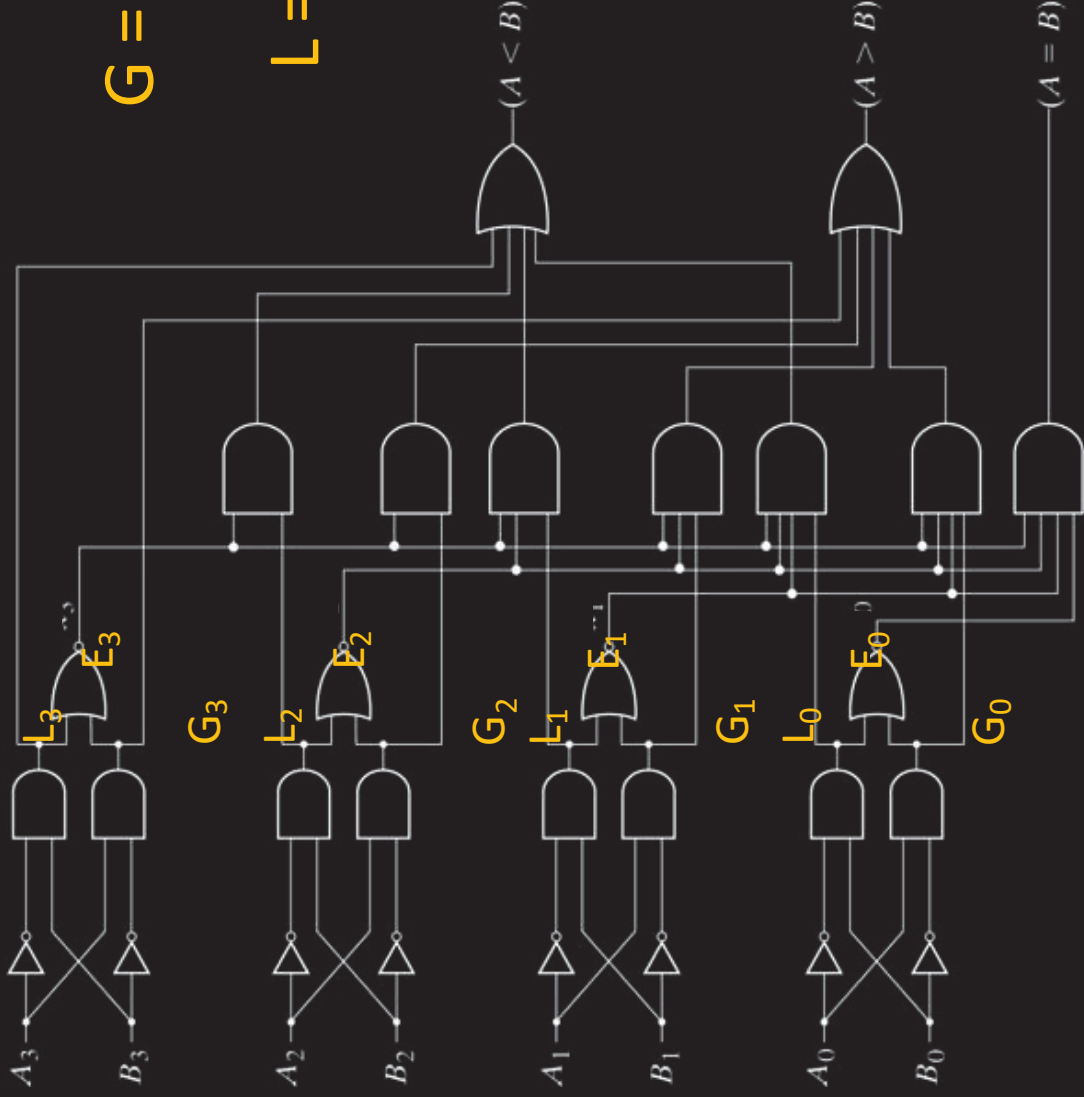 G =
L =
(A < B)
(A > B)
(A = B)
L₃
E₃
G₃
L₂
E₂
G₂
L₁
E₁
G₁
L₀
E₀
G₀
A₃
B₃
A₂
B₂
A₁
B₁
A₀
B₀